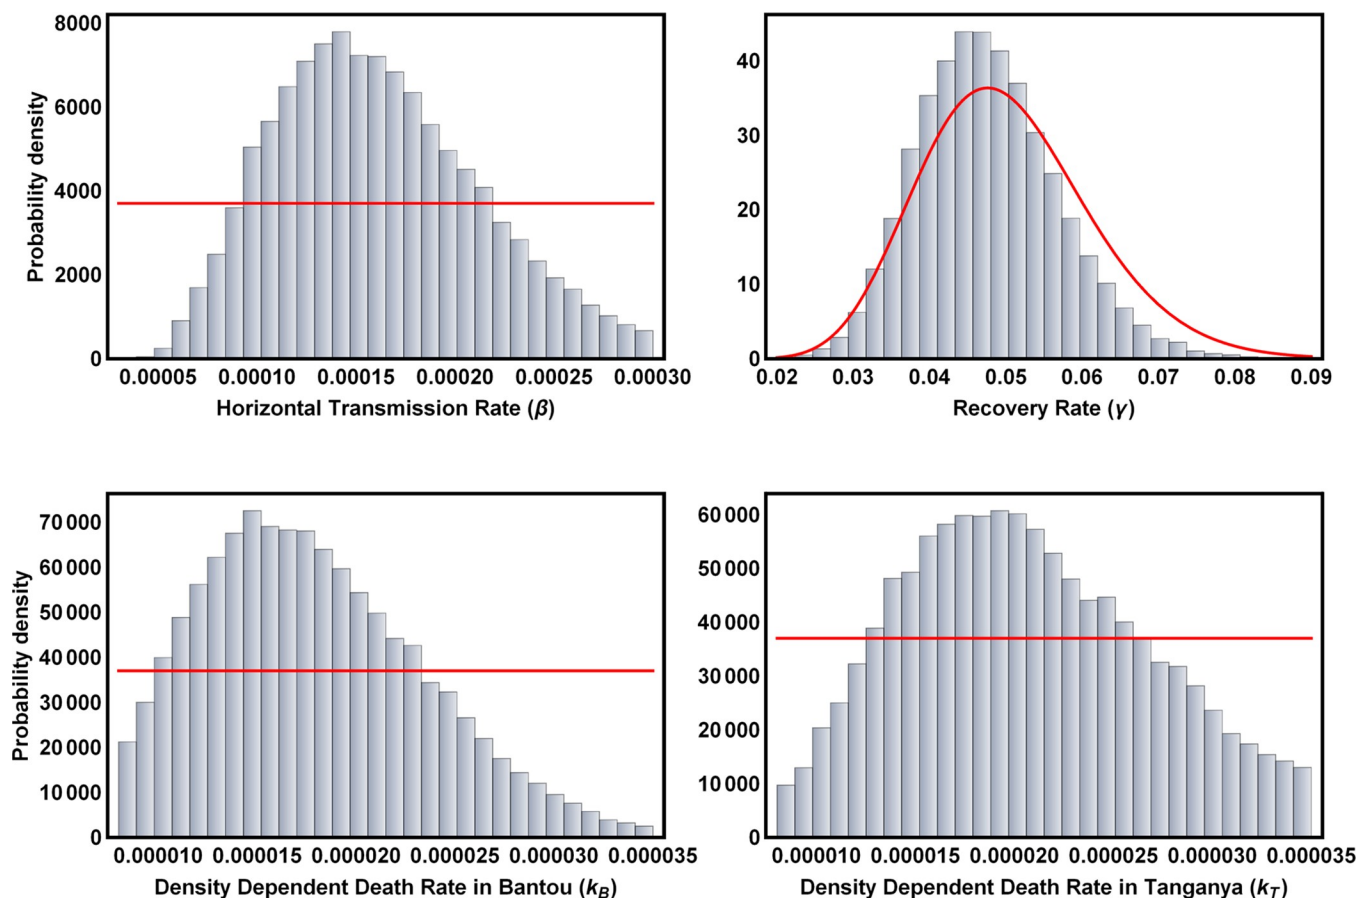 Probability density
8000
6000
4000
2000
0
0.00005 0.00010 0.00015 0.00020 0.00025 0.00030
Horizontal Transmission Rate (β)
40
30
20
10
0
0.02 0.03 0.04 0.05 0.06 0.07 0.08 0.09
Recovery Rate (γ)
Probability density
70 000
60 000
50 000
40 000
30 000
20 000
10 000
0
0.000010 0.000015 0.000020 0.000025 0.000030 0.000035
Density Dependent Death Rate in Bantou (k_B)
60 000
50 000
40 000
30 000
20 000
10 000
0
0.000010 0.000015 0.000020 0.000025 0.000030 0.000035
Density Dependent Death Rate in Tanganya (k_T)